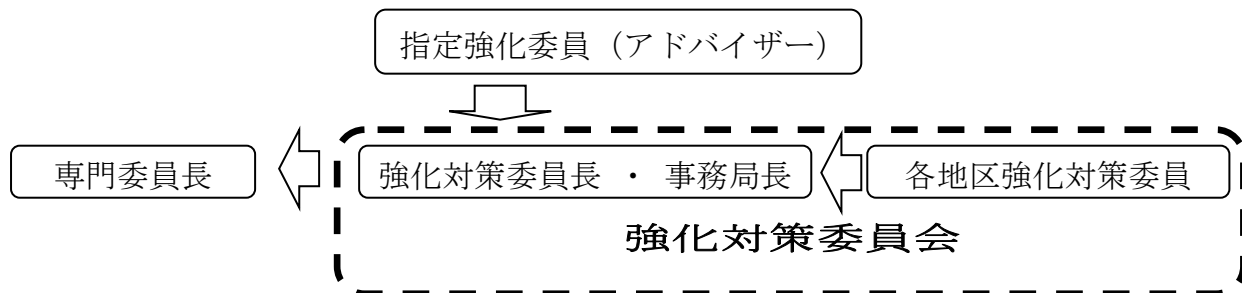 指定強化委員（アドバイザー）
専門委員長
強化対策委員長 ・ 事務局長
各地区強化対策委員
強化対策委員会